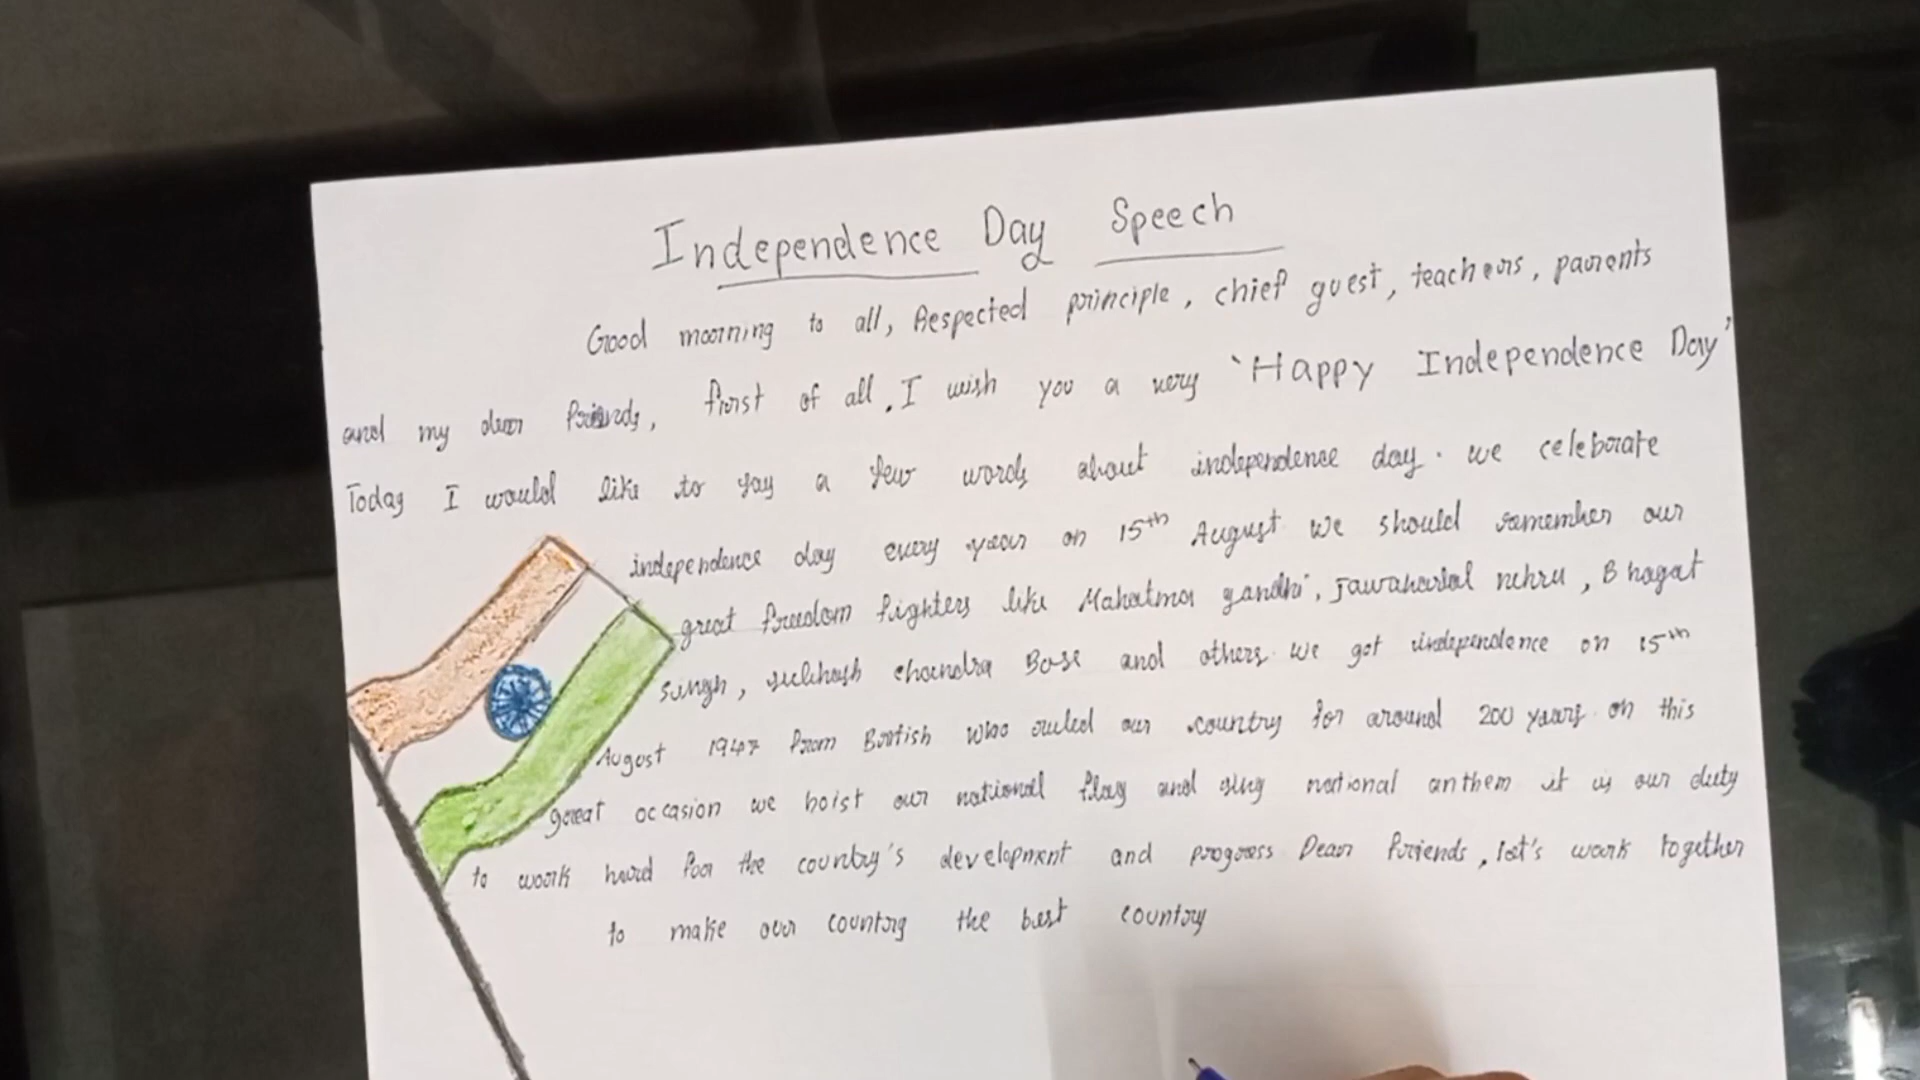 Independence Day Speech
Good morning to all, Respected principle, chief guest, teachers, parents
and my dear friends, first of all, I wish you a very 'Happy Independence Day'
Today I would like to say a few words about independence day. we celebrate
independence day every year on 15th August we should remember our
great freedom fighters like Mahatma gandhi, Jawaharlal nehru, Bhagat
singh, subhash chandra Bose and others. we got independence on 15th
August 1947 from British who ruled our country for around 200 years on this
great occasion we hoist our national flag and sing national anthem it is our duty
to work hard for the country's development and progress Dear friends, let's work together
to make our country the best country